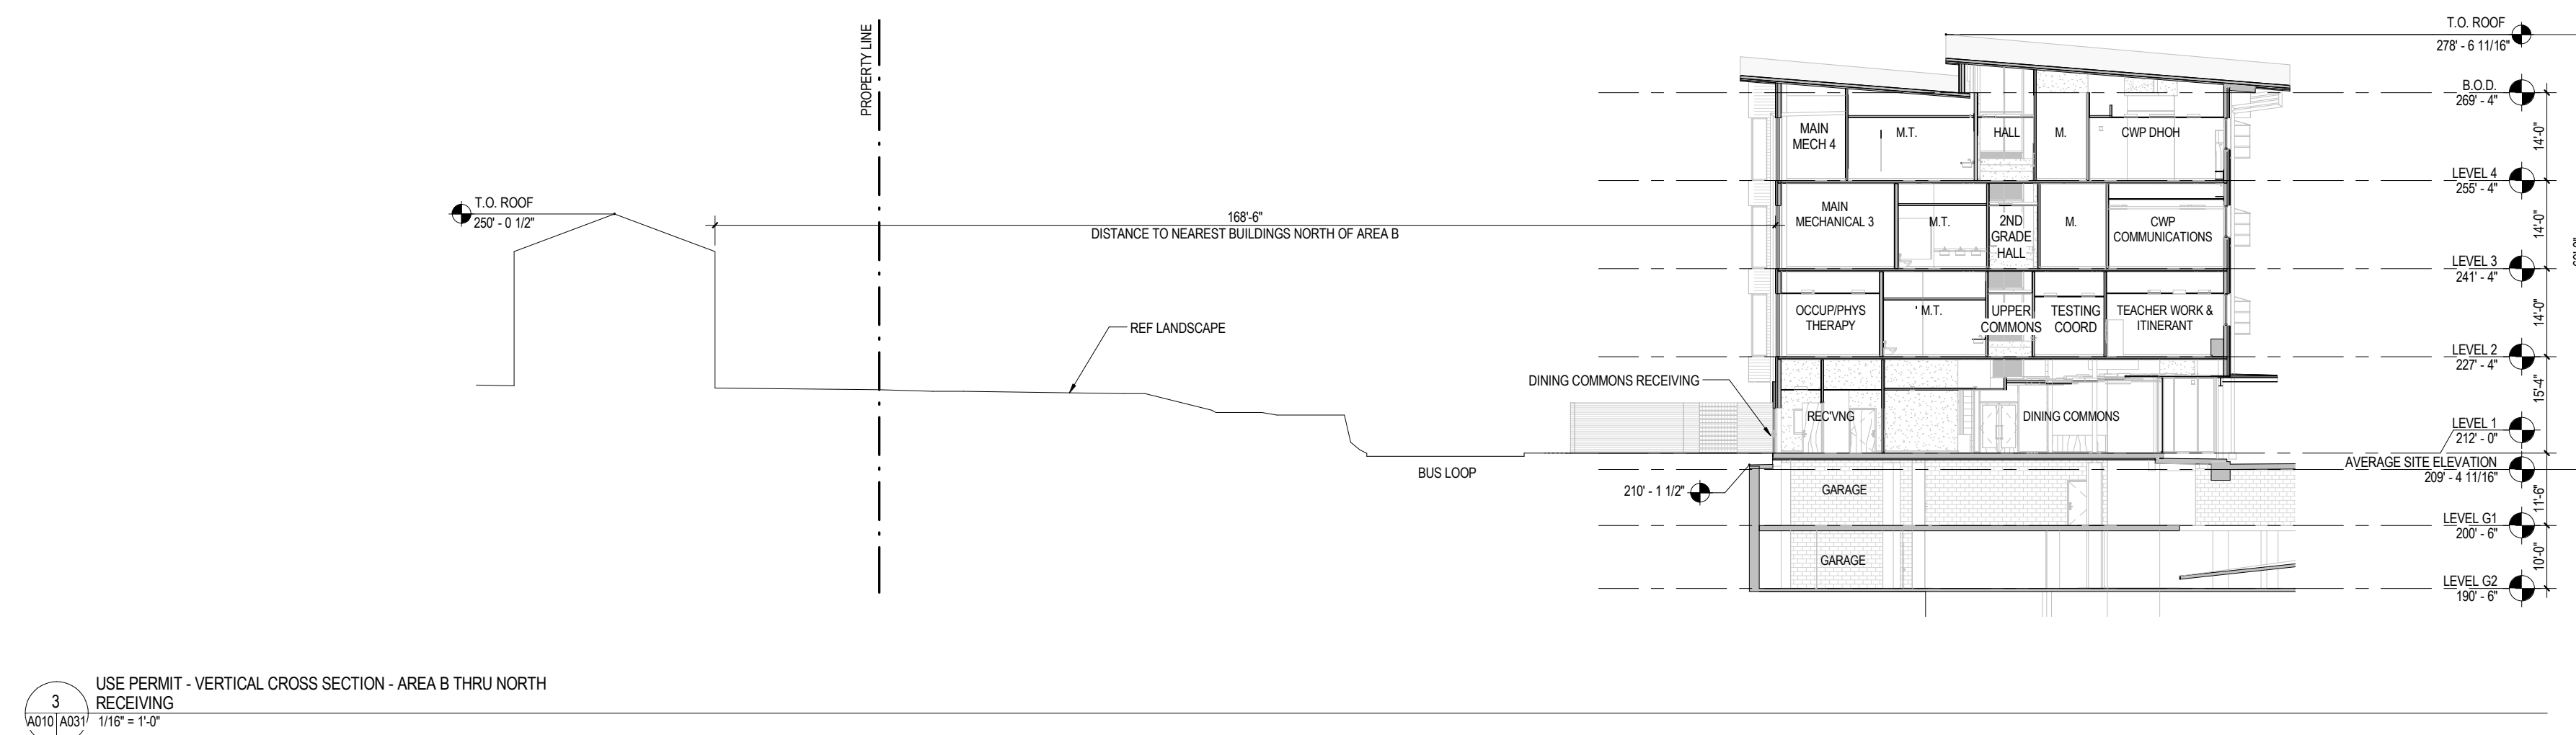 PROPERTY LINE
T.O. ROOF
278' - 6 11/16"
B.O.D.
269' - 4"
14'-0"
MAIN
MECH 4
M.T.
HALL
M.
CWP DHOH
LEVEL 4
255' - 4"
T.O. ROOF
250' - 0 1/2"
168'-6"
DISTANCE TO NEAREST BUILDINGS NORTH OF AREA B
MAIN
MECHANICAL 3
M.T.
2ND
GRADE
HALL
M.
CWP
COMMUNICATIONS
14'-0"
LEVEL 3
241' - 4"
REF LANDSCAPE
OCCUP/PHYS
THERAPY
M.T.
UPPER
COMMONS
TESTING
COORD
TEACHER WORK &
ITINERANT
14'-0"
LEVEL 2
227' - 4"
DINING COMMONS RECEIVING
15'-4"
REC'VNG
DINING COMMONS
LEVEL 1
212' - 0"
BUS LOOP
AVERAGE SITE ELEVATION
209' - 4 11/16"
210' - 1 1/2"
GARAGE
11'-6"
LEVEL G1
200' - 6"
GARAGE
10'-0"
LEVEL G2
190' - 6"
3
A010 A031
USE PERMIT - VERTICAL CROSS SECTION - AREA B THRU NORTH
RECEIVING
1/16" = 1'-0"